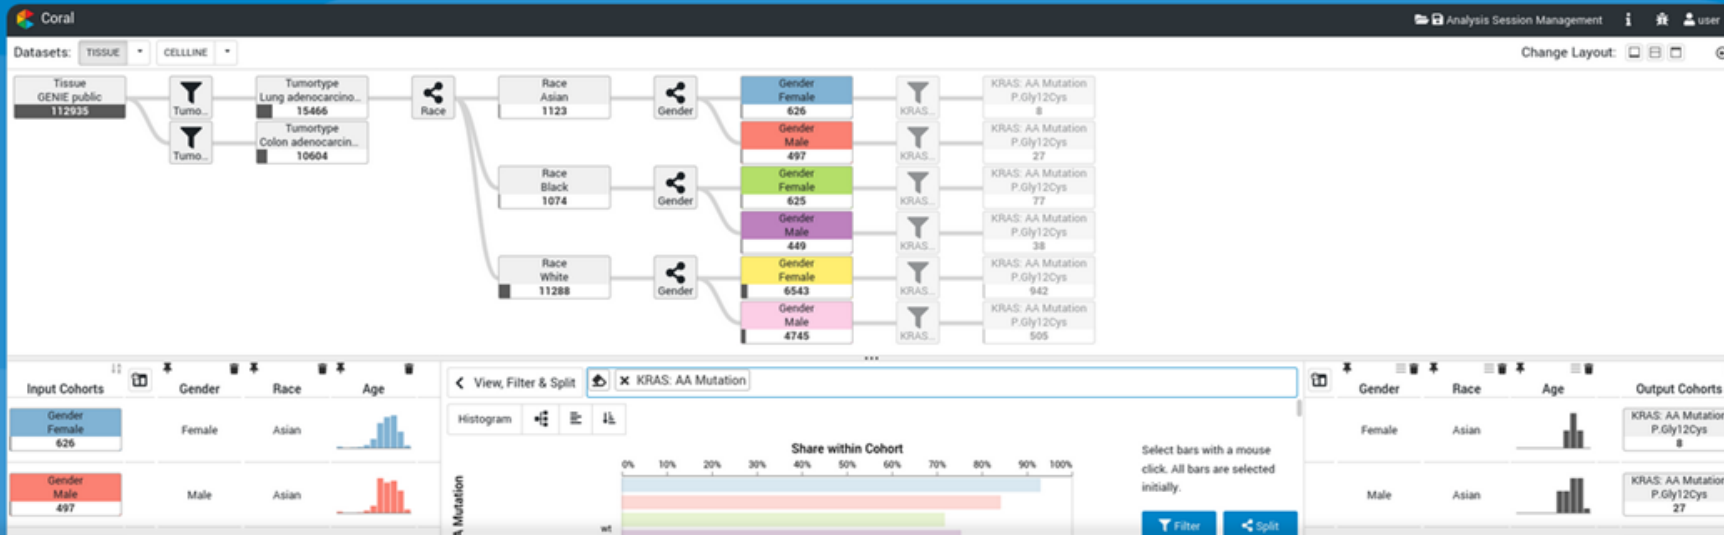 Coral
Analysis Session Management
user
Datasets: TISSUE CELLLINE
Change Layout:
Tissue
GENIE public
112935
Tumo...
Tumortype
Lung adenocarcino...
15466
Tumo...
Tumortype
Colon adenocarcin...
10604
Race
Race
Asian
1123
Race
Black
1074
Race
White
11288
Gender
Gender
Gender
Gender
Female
626
Gender
Male
497
Gender
Female
625
Gender
Male
449
Gender
Female
6543
Gender
Male
4745
KRAS...
KRAS...
KRAS...
KRAS...
KRAS...
KRAS...
KRAS: AA Mutation
P.Gly12Cys
8
KRAS: AA Mutation
P.Gly12Cys
27
KRAS: AA Mutation
P.Gly12Cys
77
KRAS: AA Mutation
P.Gly12Cys
38
KRAS: AA Mutation
P.Gly12Cys
942
KRAS: AA Mutation
P.Gly12Cys
505
Input Cohorts Gender Race Age
Gender
Female
626
Female Asian
Gender
Male
497
Male Asian
View, Filter & Split
KRAS: AA Mutation
Histogram
Share within Cohort
0% 10% 20% 30% 40% 50% 60% 70% 80% 90% 100%
A Mutation
wt
Select bars with a mouse
click. All bars are selected
initially.
Filter Split
Gender Race Age Output Cohorts
Female Asian
KRAS: AA Mutation
P.Gly12Cys
8
Male Asian
KRAS: AA Mutation
P.Gly12Cys
27